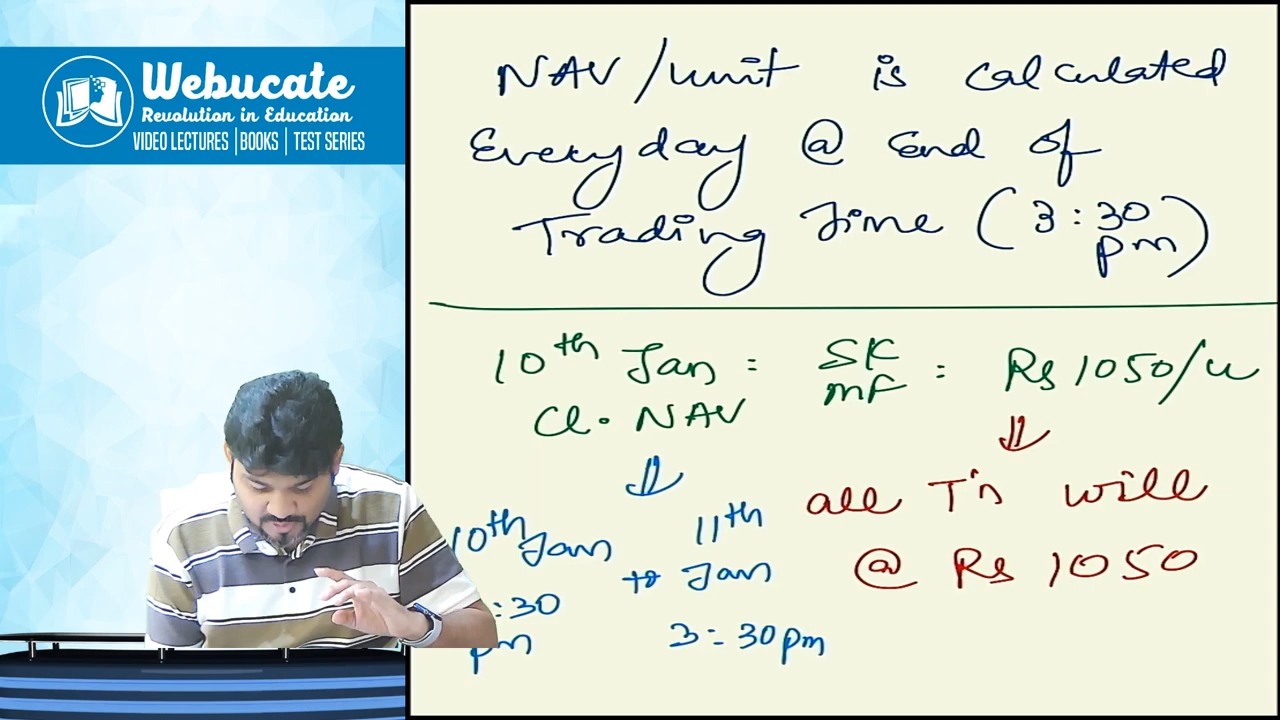 Webucate
Revolution in Education
VIDEO LECTURES | BOOKS | TEST SERIES
NAV/unit is calculated
Everyday @ end of
Trading Time (3:30
pm)
10th Jan = SK MF = Rs 1050/u
Cl. NAV
all T'n will
@ Rs 1050
10th Jan to 11th Jan
:30 pm 3:30pm